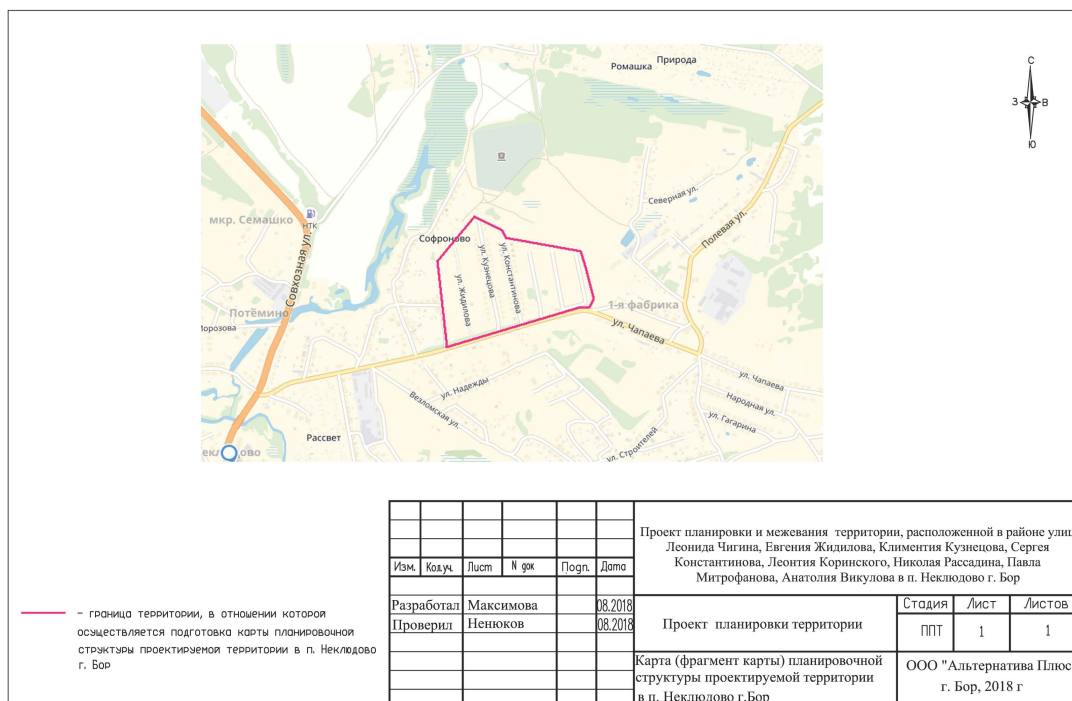 Ромашка
Природа
С
З
В
Ю
Северная ул.
Полевая ул.
мкр. Семашко
НТК
Совхозная ул.
Софроново
ул. Жидилова
ул. Кузнецова
ул. Константинова
1-я фабрика
Потёмино
ул. Чапаева
ул. Чапаева
ул. Надежды
Везломская ул.
Народная ул.
ул. Гагарина
ул. Строителей
Рассвет
Проект планировки и межевания территории, расположенной в районе улиц
Леонида Чигина, Евгения Жидилова, Климентия Кузнецова, Сергея
Константинова, Леонтия Коринского, Николая Рассадина, Павла
Митрофанова, Анатолия Викулова в п. Неклюдово г. Бор
Изм. Кол.уч. Лист N док Подп. Дата
Разработал Максимова 08.2018
Проверил Ненюков 08.2018
Проект планировки территории
Стадия Лист Листов
ППТ 1 1
Карта (фрагмент карты) планировочной
структуры проектируемой территории
в п. Неклюдово г.Бор
ООО "Альтернатива Плюс
г. Бор, 2018 г
- граница территории, в отношении которой
осуществляется подготовка карты планировочной
структуры проектируемой территории в п. Неклюдово
г. Бор